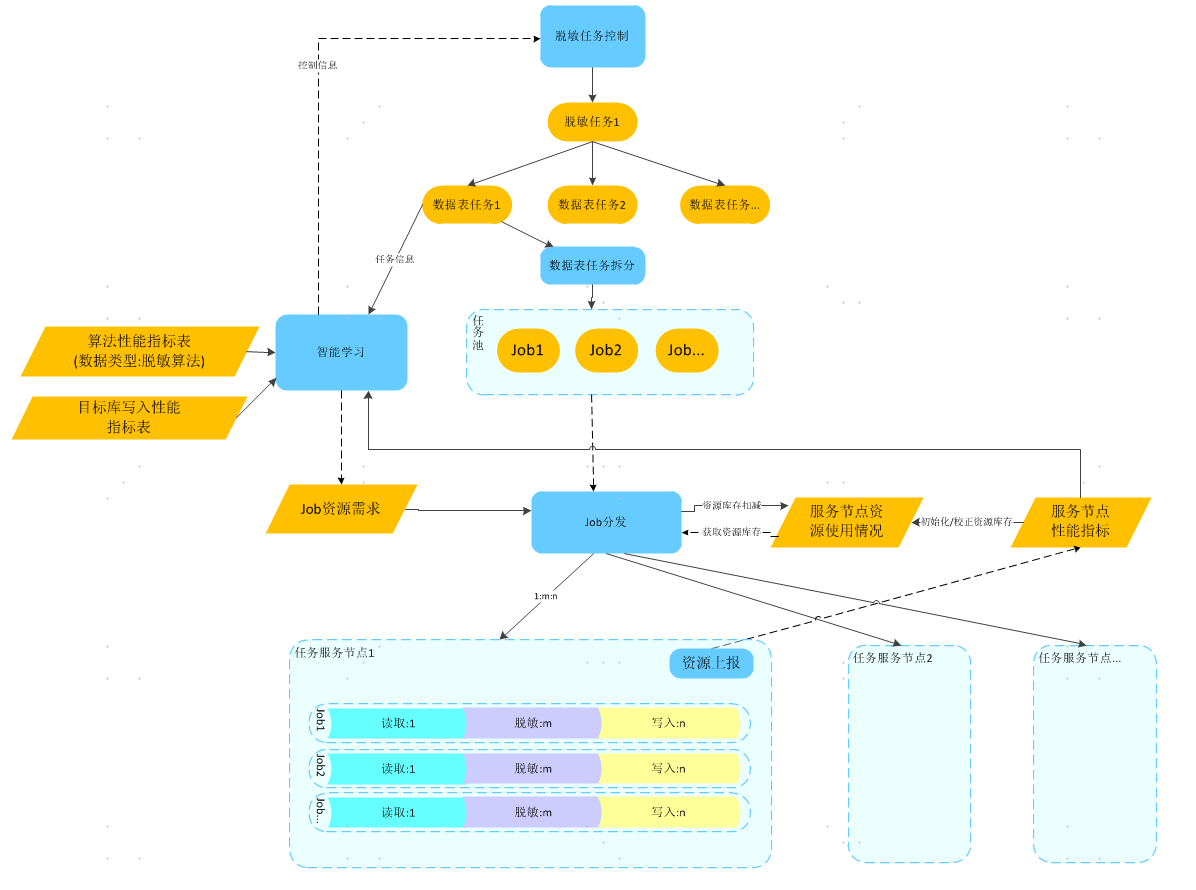 脱敏任务控制
控制信息
脱敏任务1
数据表任务1
数据表任务2
数据表任务...
任务信息
数据表任务拆分
任务池
Job1
Job2
Job...
算法性能指标表
(数据类型:脱敏算法)
智能学习
目标库写入性能
指标表
Job资源需求
Job分发
资源库存扣减
获取资源库存
服务节点资
源使用情况
初始化/校正资源库存
服务节点
性能指标
1:m:n
任务服务节点1
资源上报
任务服务节点2
任务服务节点...
Job1
读取:1
脱敏:m
写入:n
Job2
读取:1
脱敏:m
写入:n
Job...
读取:1
脱敏:m
写入:n